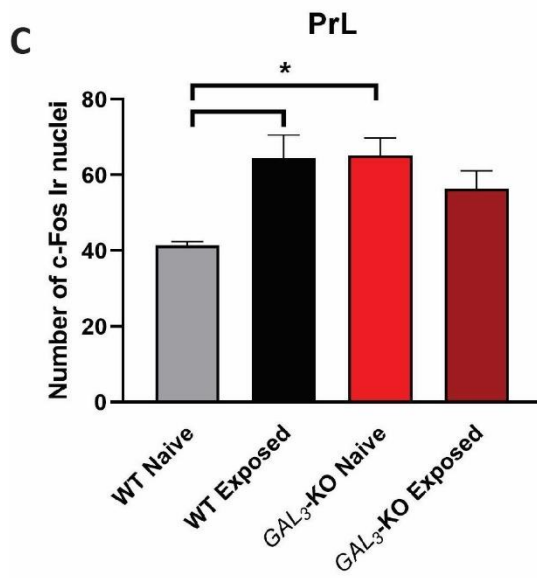 C
PrL
*
Number of c-Fos Ir nuclei
80
60
40
20
0
WT Naive
WT Exposed
GAL₃-KO Naive
GAL₃-KO Exposed